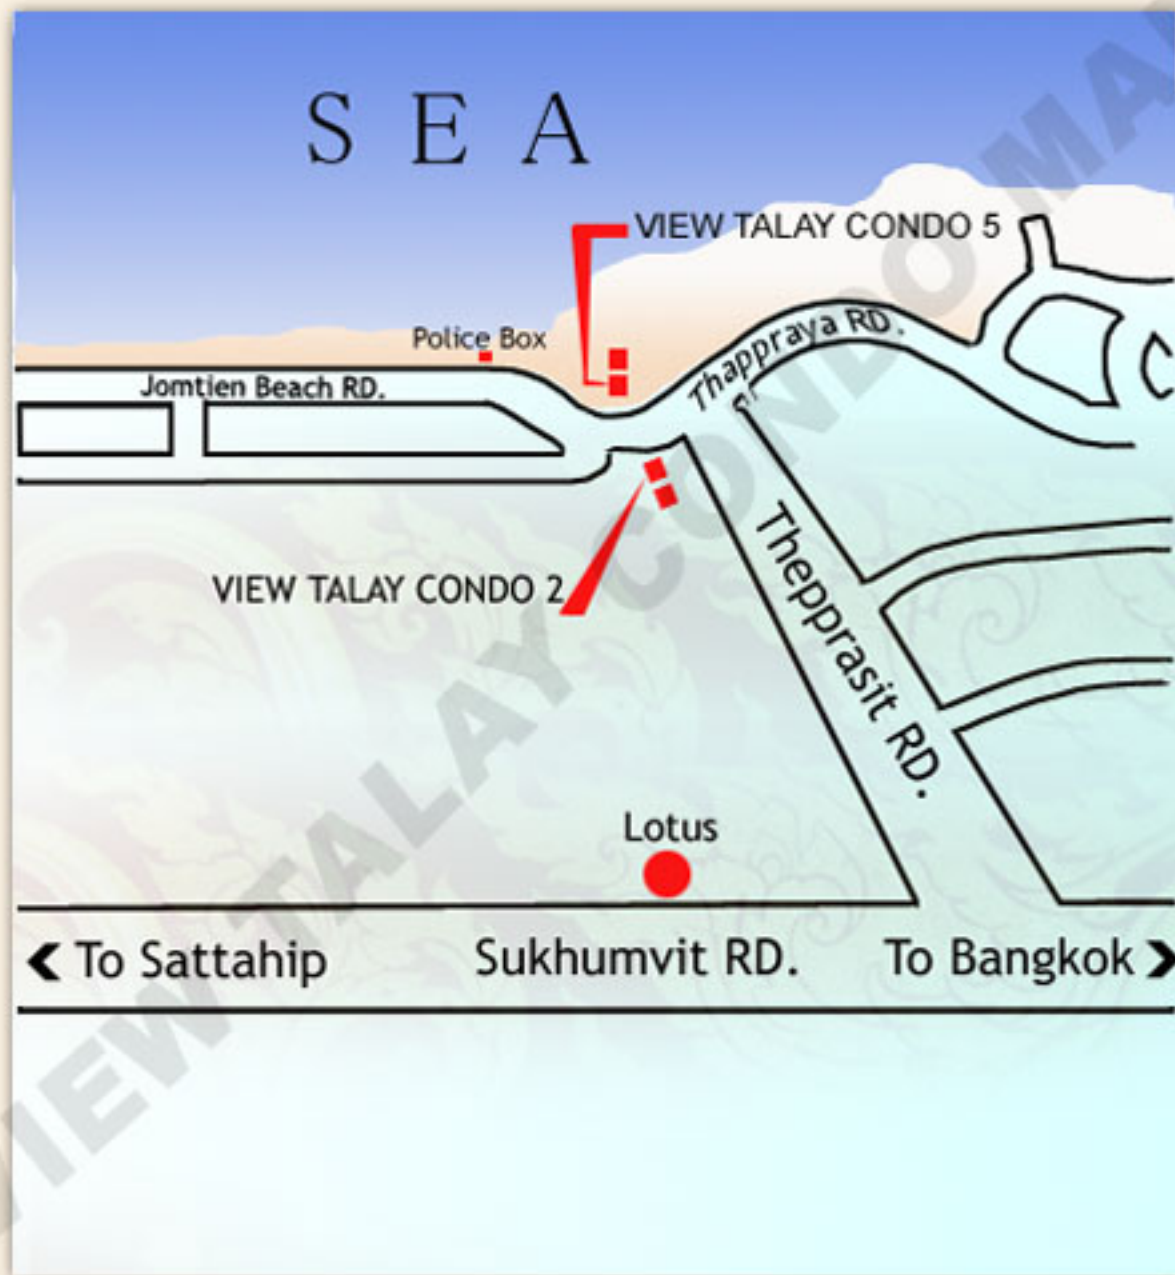 S E A
VIEW TALAY CONDO 5
Police Box
Thappraya RD.
Jomtien Beach RD.
VIEW TALAY CONDO 2
Thepprasit RD.
Lotus
To Sattahip
Sukhumvit RD.
To Bangkok
VIEW TALAY CONDO MA